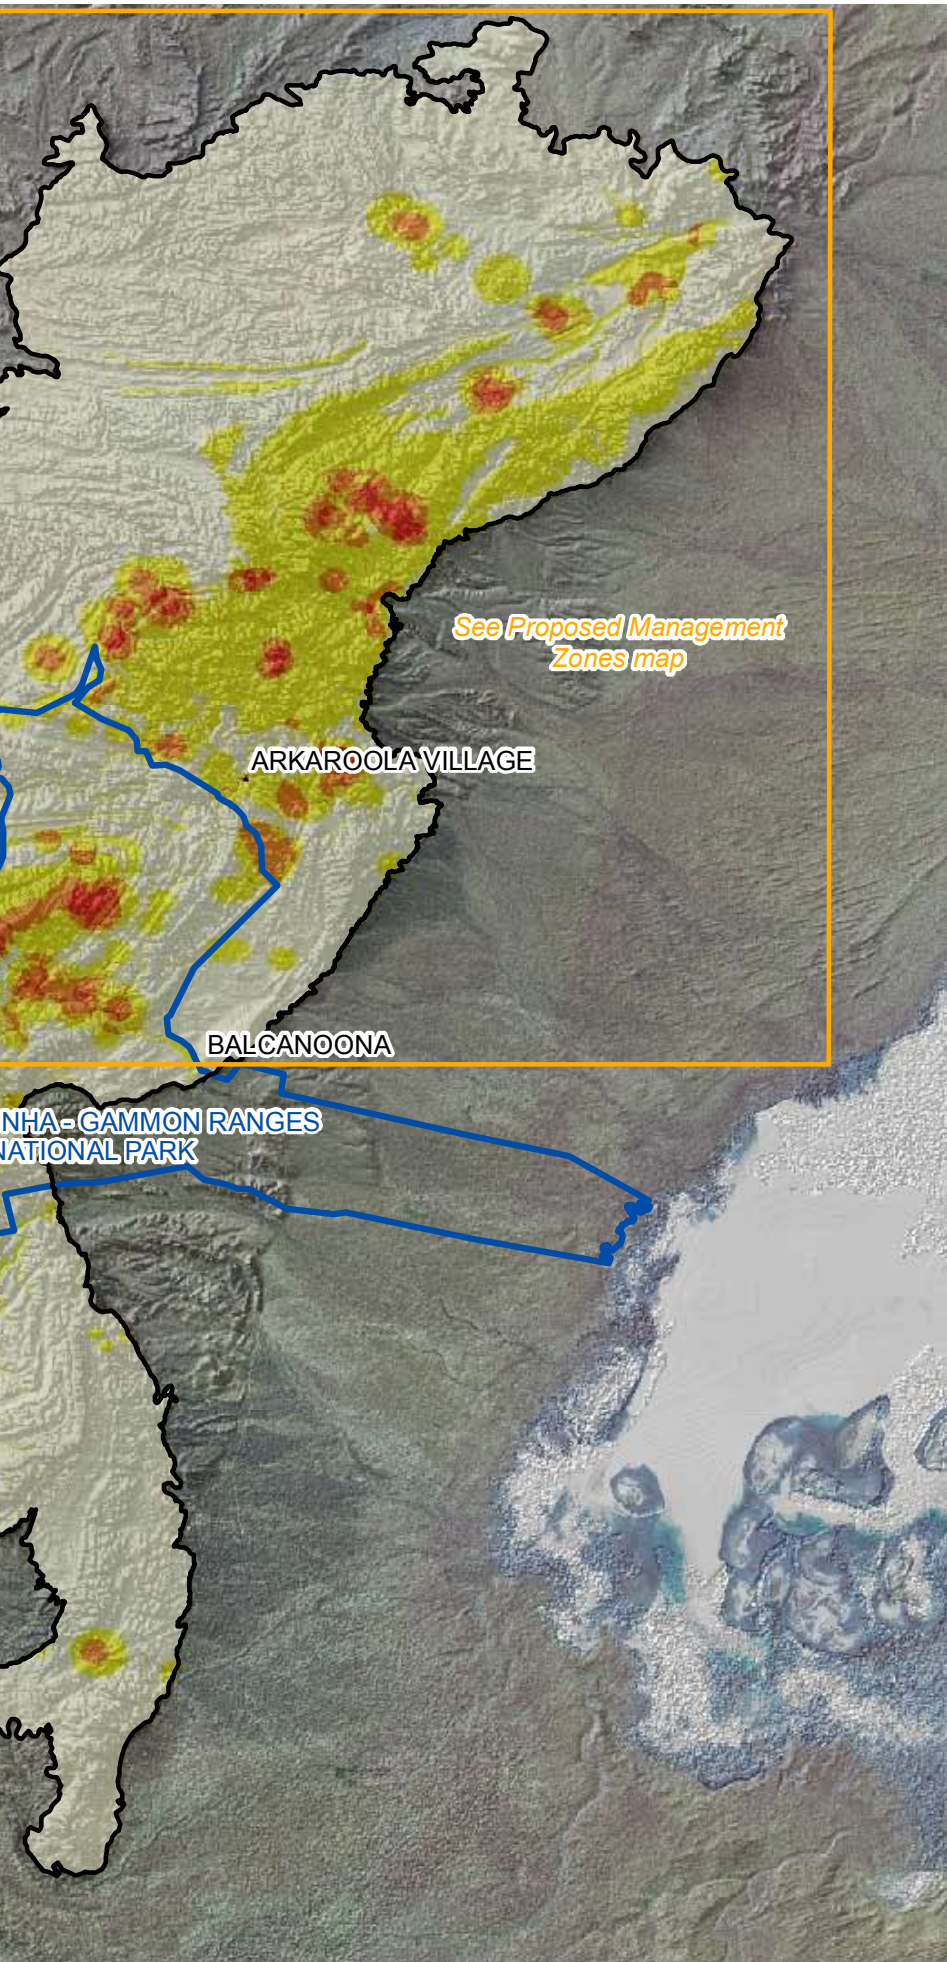 See Proposed Management
Zones map
ARKAROOLA VILLAGE
BALCANOONA
NHA - GAMMON RANGES
NATIONAL PARK